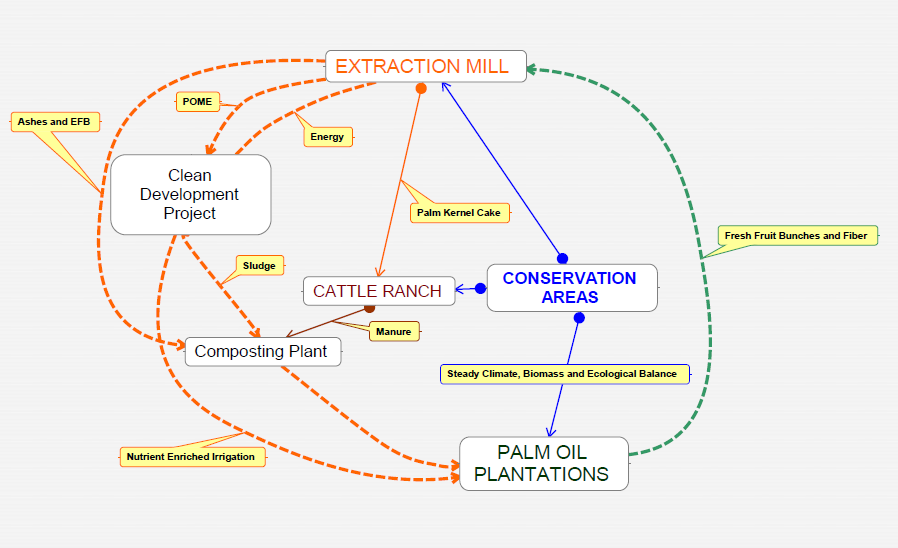 EXTRACTION MILL
POME
Ashes and EFB
Energy
Clean
Development
Project
Palm Kernel Cake
Fresh Fruit Bunches and Fiber
Sludge
CONSERVATION
AREAS
CATTLE RANCH
Manure
Composting Plant
Steady Climate, Biomass and Ecological Balance
Nutrient Enriched Irrigation
PALM OIL
PLANTATIONS